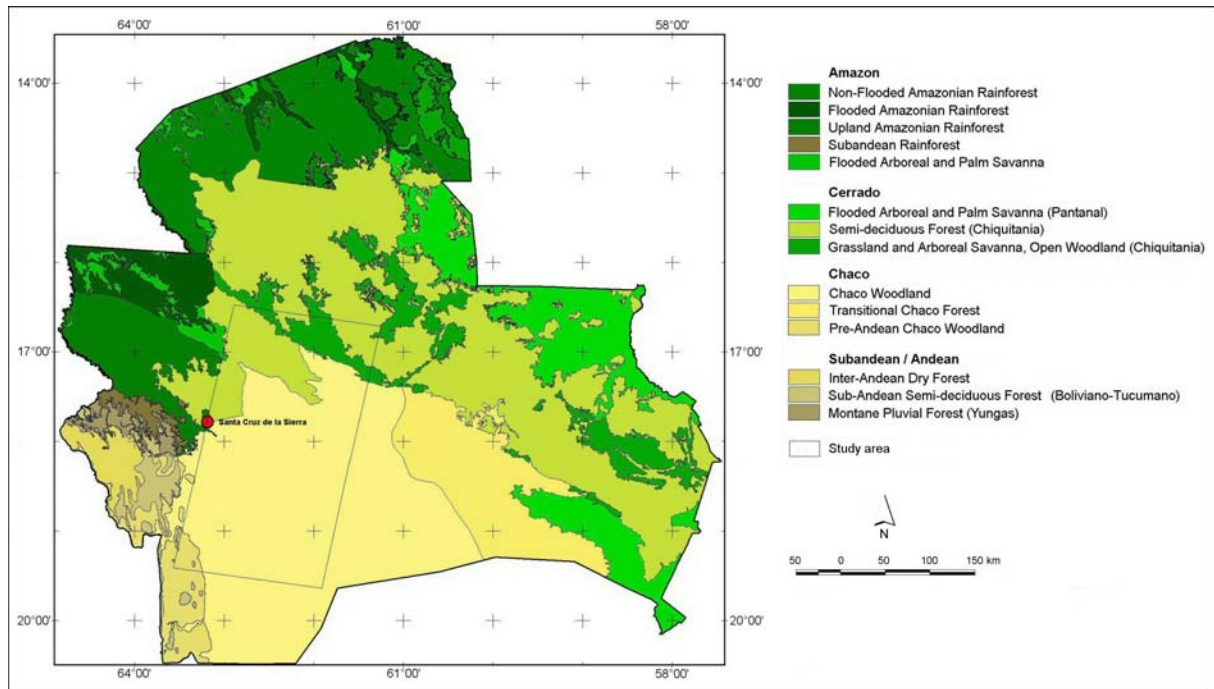 64°00'
61°00'
58°00'
14°00'
14°00'
17°00'
17°00'
20°00'
20°00'
64°00'
61°00'
58°00'
Santa Cruz de la Sierra
Amazon
Non-Flooded Amazonian Rainforest
Flooded Amazonian Rainforest
Upland Amazonian Rainforest
Subandean Rainforest
Flooded Arboreal and Palm Savanna
Cerrado
Flooded Arboreal and Palm Savanna (Pantanal)
Semi-deciduous Forest (Chiquitania)
Grassland and Arboreal Savanna, Open Woodland (Chiquitania)
Chaco
Chaco Woodland
Transitional Chaco Forest
Pre-Andean Chaco Woodland
Subandean / Andean
Inter-Andean Dry Forest
Sub-Andean Semi-deciduous Forest (Boliviano-Tucumano)
Montane Pluvial Forest (Yungas)
Study area
N
50 0 50 100 150 km